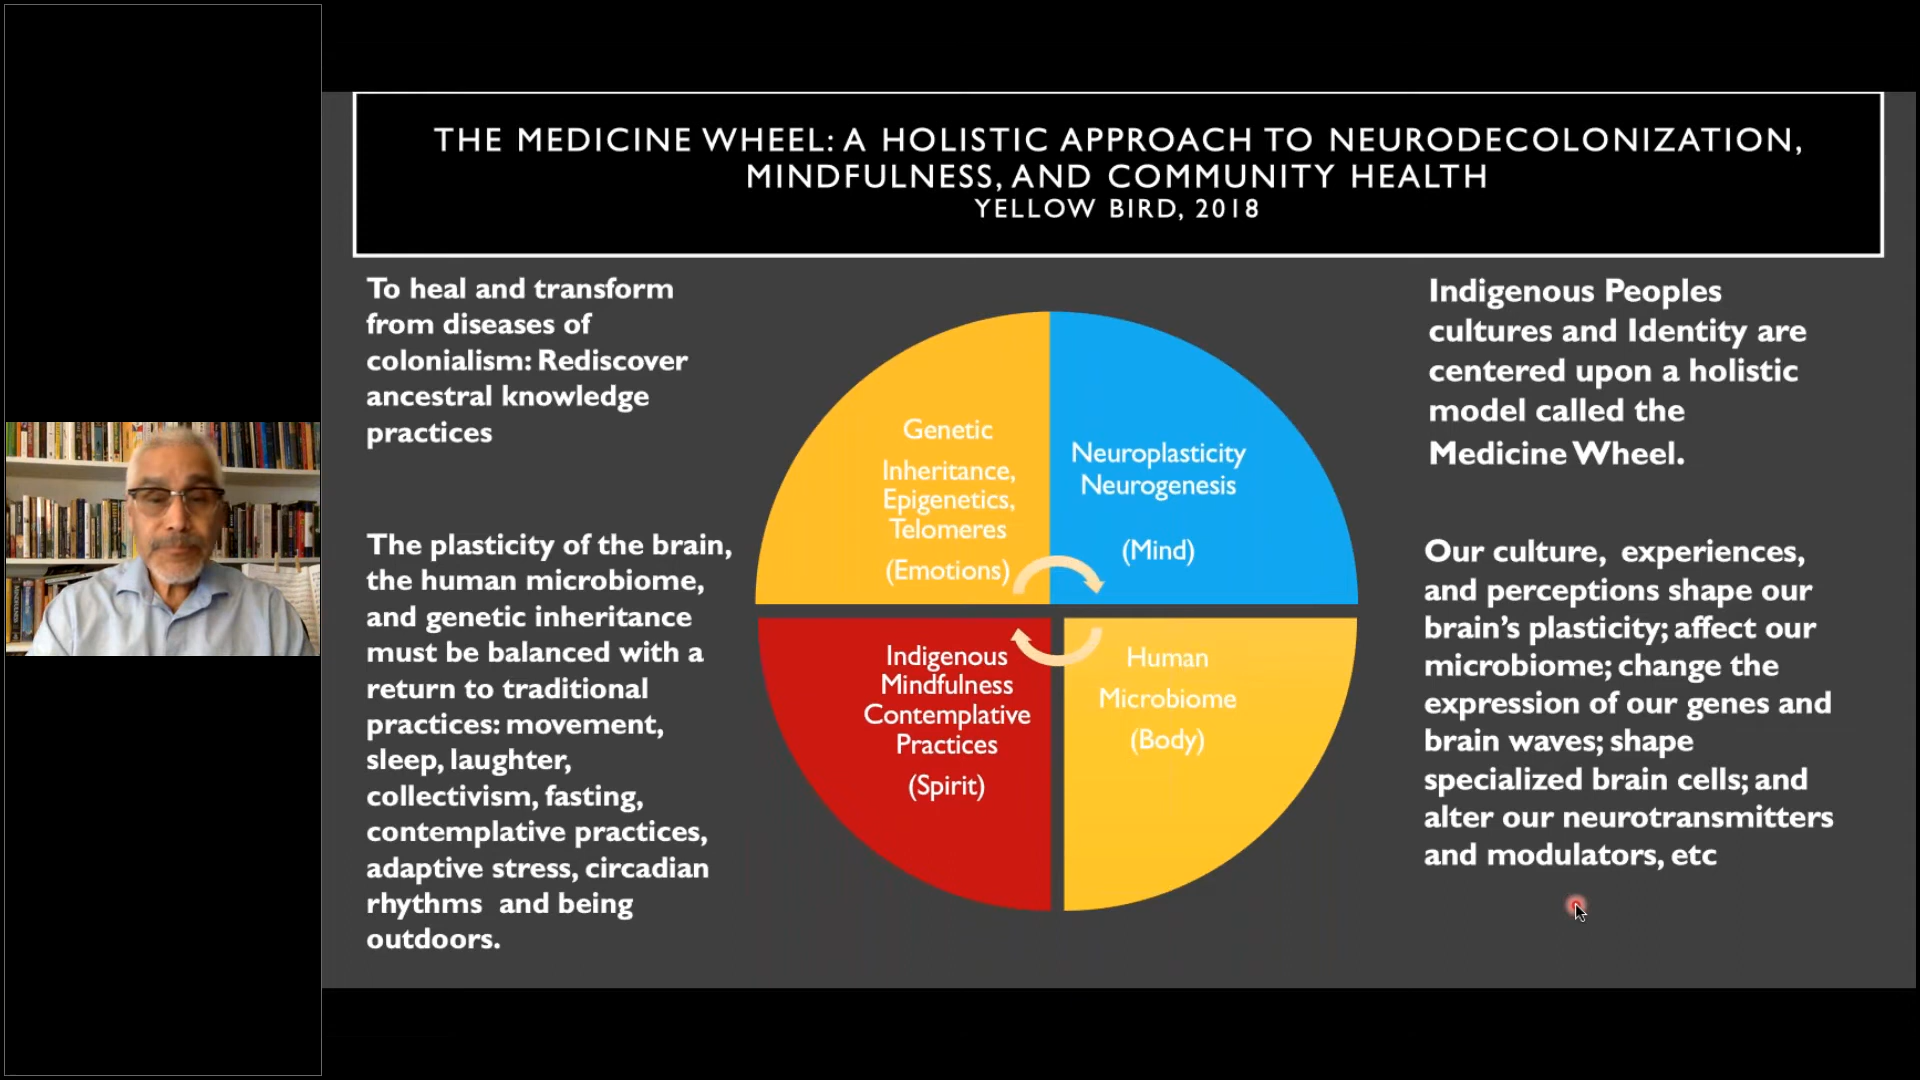 THE MEDICINE WHEEL: A HOLISTIC APPROACH TO NEURODECOLONIZATION,
MINDFULNESS, AND COMMUNITY HEALTH
YELLOW BIRD, 2018
To heal and transform
from diseases of
colonialism: Rediscover
ancestral knowledge
practices
The plasticity of the brain,
the human microbiome,
and genetic inheritance
must be balanced with a
return to traditional
practices: movement,
sleep, laughter,
collectivism, fasting,
contemplative practices,
adaptive stress, circadian
rhythms  and being
outdoors.
Genetic
Inheritance,
Epigenetics,
Telomeres
(Emotions)
Neuroplasticity
Neurogenesis
(Mind)
Indigenous
Mindfulness
Contemplative
Practices
(Spirit)
Human
Microbiome
(Body)
Indigenous Peoples
cultures and Identity are
centered upon a holistic
model called the
Medicine Wheel.
Our culture,  experiences,
and perceptions shape our
brain’s plasticity; affect our
microbiome; change the
expression of our genes and
brain waves; shape
specialized brain cells; and
alter our neurotransmitters
and modulators, etc